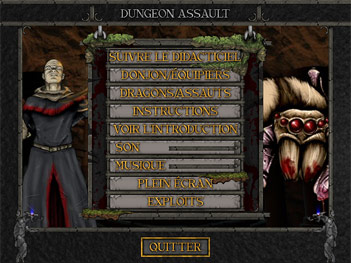 DUNGEON ASSAULT
SUIVRE LE DIDACTICIEL
DONJON/ÉQUIPIERS
DRAGONS/ASSAUTS
INSTRUCTIONS
VOIR L'INTRODUCTION
SON
MUSIQUE
PLEIN ÉCRAN
EXPLOITS
QUITTER